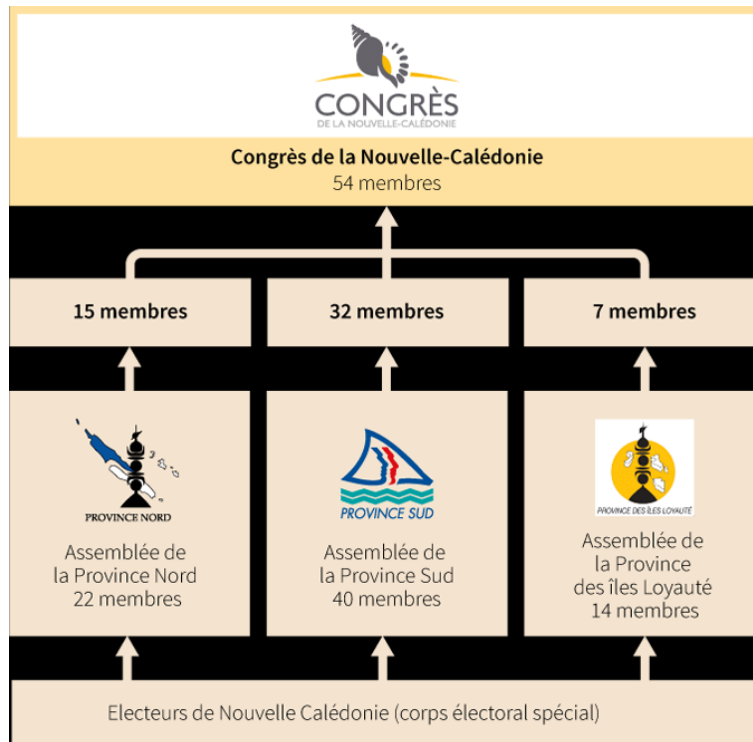 CONGRÈS
DE LA NOUVELLE-CALÉDONIE
Congrès de la Nouvelle-Calédonie
54 membres
15 membres
32 membres
7 membres
PROVINCE NORD
Assemblée de
la Province Nord
22 membres
PROVINCE SUD
Assemblée de
la Province Sud
40 membres
PROVINCE DES ÎLES LOYAUTÉ
Assemblée de
la Province
des îles Loyauté
14 membres
Electeurs de Nouvelle Calédonie (corps électoral spécial)